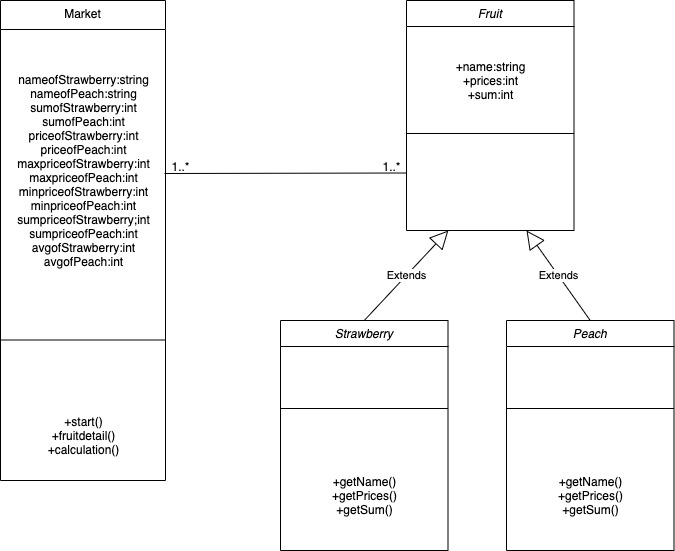 Market
nameofStrawberry:string
nameofPeach:string
sumofStrawberry:int
sumofPeach:int
priceofStrawberry:int
priceofPeach:int
maxpriceofStrawberry:int
maxpriceofPeach:int
minpriceofStrawberry:int
minpriceofPeach:int
sumpriceofStrawberry;int
sumpriceofPeach:int
avgofStrawberry:int
avgofPeach:int
+start()
+fruitdetail()
+calculation()
1..*
1..*
Fruit
+name:string
+prices:int
+sum:int
Extends
Extends
Strawberry
+getName()
+getPrices()
+getSum()
Peach
+getName()
+getPrices()
+getSum()